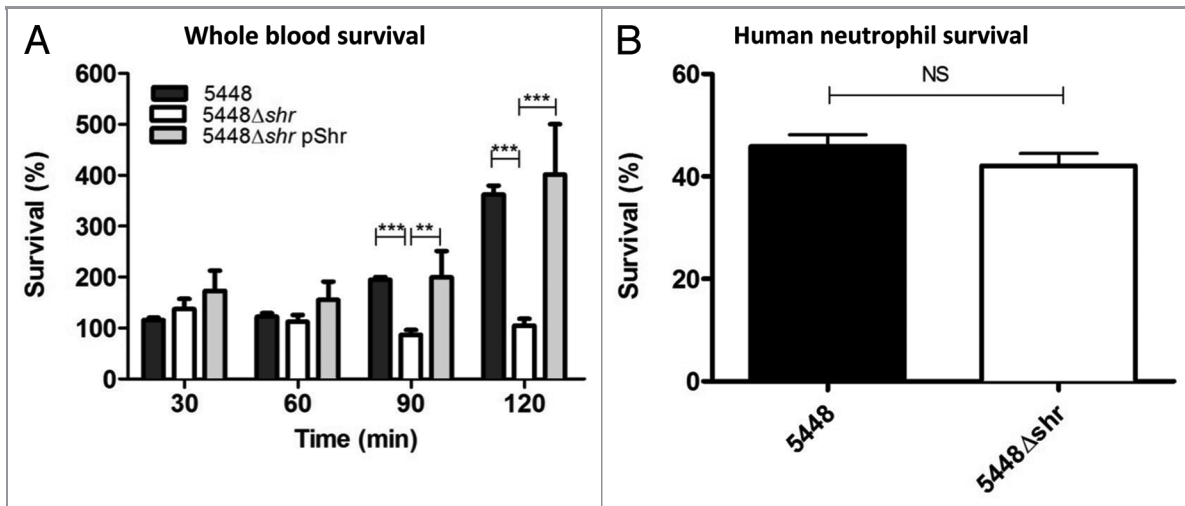 A
Whole blood survival
600
500
400
300
200
100
0
Survival (%)
5448
5448Δshr
5448Δshr pShr
***
**
***
***
30
60
90
120
Time (min)
B
Human neutrophil survival
60
40
20
0
Survival (%)
NS
5448
5448Δshr